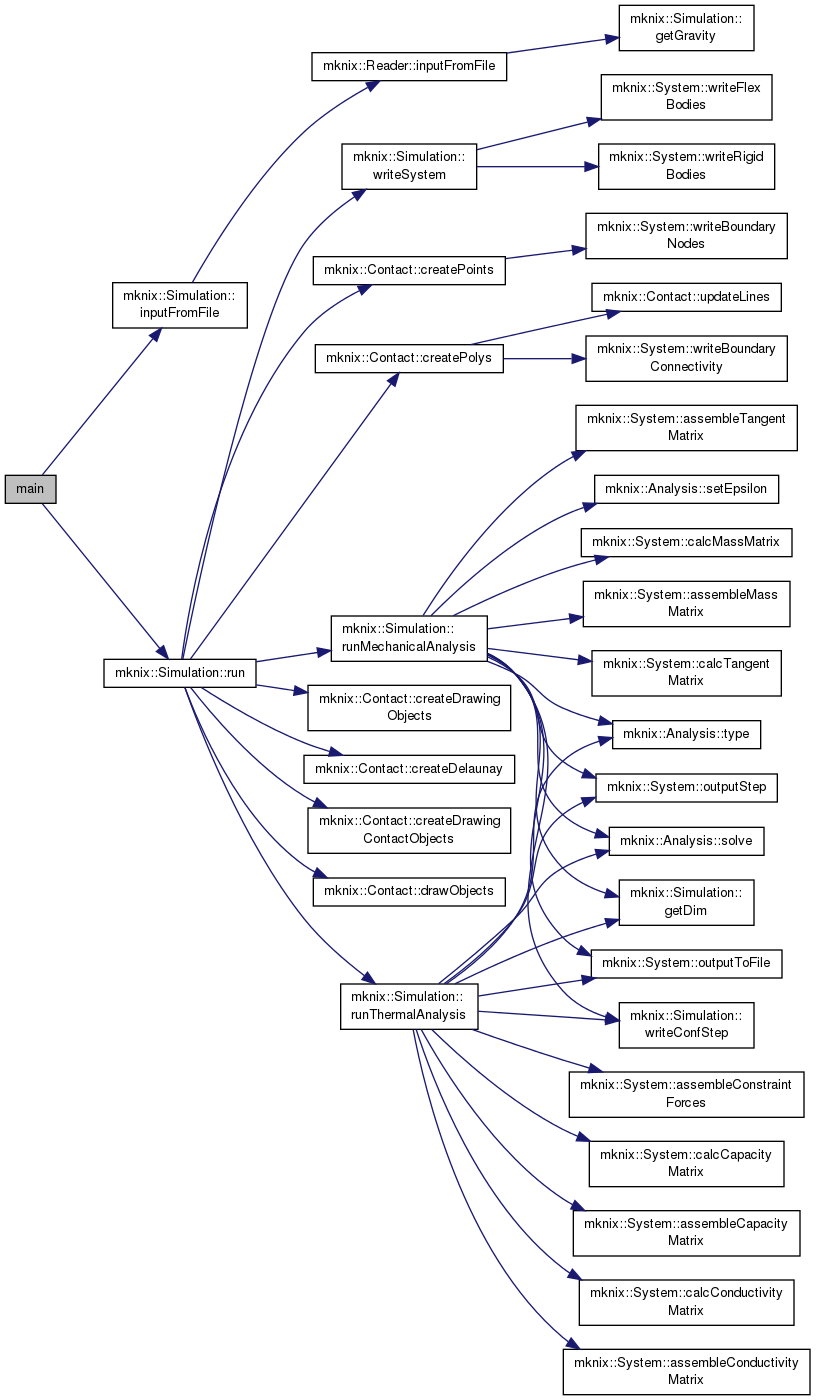 main
mknix::Simulation::
inputFromFile
mknix::Simulation::run
mknix::Reader::inputFromFile
mknix::Simulation::
writeSystem
mknix::Contact::createPoints
mknix::Contact::createPolys
mknix::Simulation::
runMechanicalAnalysis
mknix::Contact::createDrawing
Objects
mknix::Contact::createDelaunay
mknix::Contact::createDrawing
ContactObjects
mknix::Contact::drawObjects
mknix::Simulation::
runThermalAnalysis
mknix::Simulation::
getGravity
mknix::System::writeFlex
Bodies
mknix::System::writeRigid
Bodies
mknix::System::writeBoundary
Nodes
mknix::Contact::updateLines
mknix::System::writeBoundary
Connectivity
mknix::System::assembleTangent
Matrix
mknix::Analysis::setEpsilon
mknix::System::calcMassMatrix
mknix::System::assembleMass
Matrix
mknix::System::calcTangent
Matrix
mknix::Analysis::type
mknix::System::outputStep
mknix::Analysis::solve
mknix::Simulation::
getDim
mknix::System::outputToFile
mknix::Simulation::
writeConfStep
mknix::System::assembleConstraint
Forces
mknix::System::calcCapacity
Matrix
mknix::System::assembleCapacity
Matrix
mknix::System::calcConductivity
Matrix
mknix::System::assembleConductivity
Matrix